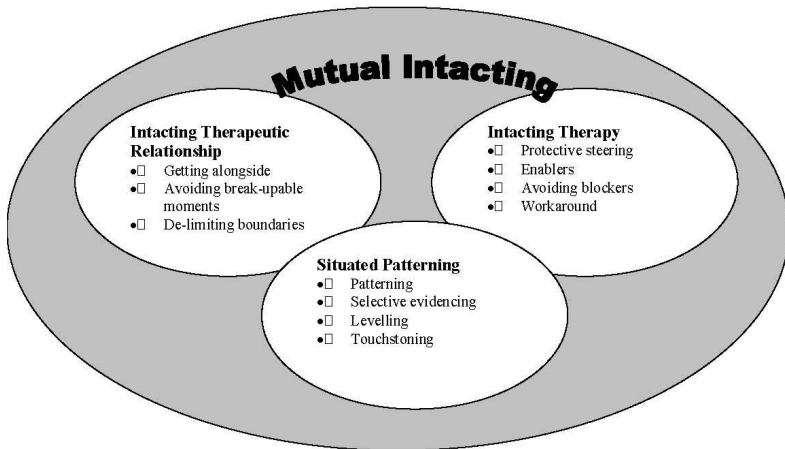 Mutual Intacting
Intacting Therapeutic
Relationship
•□ Getting alongside
•□ Avoiding break-upable
moments
•□ De-limiting boundaries
Intacting Therapy
•□ Protective steering
•□ Enablers
•□ Avoiding blockers
•□ Workaround
Situated Patterning
•□ Patterning
•□ Selective evidencing
•□ Levelling
•□ Touchstoning